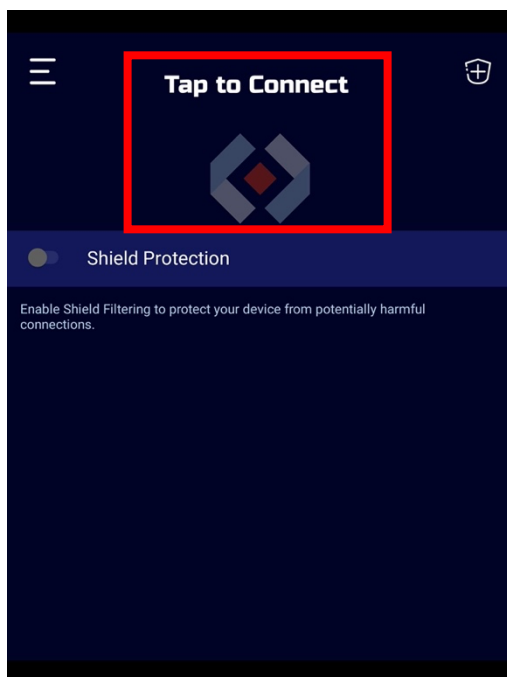 Tap to Connect
Shield Protection
Enable Shield Filtering to protect your device from potentially harmful
connections.